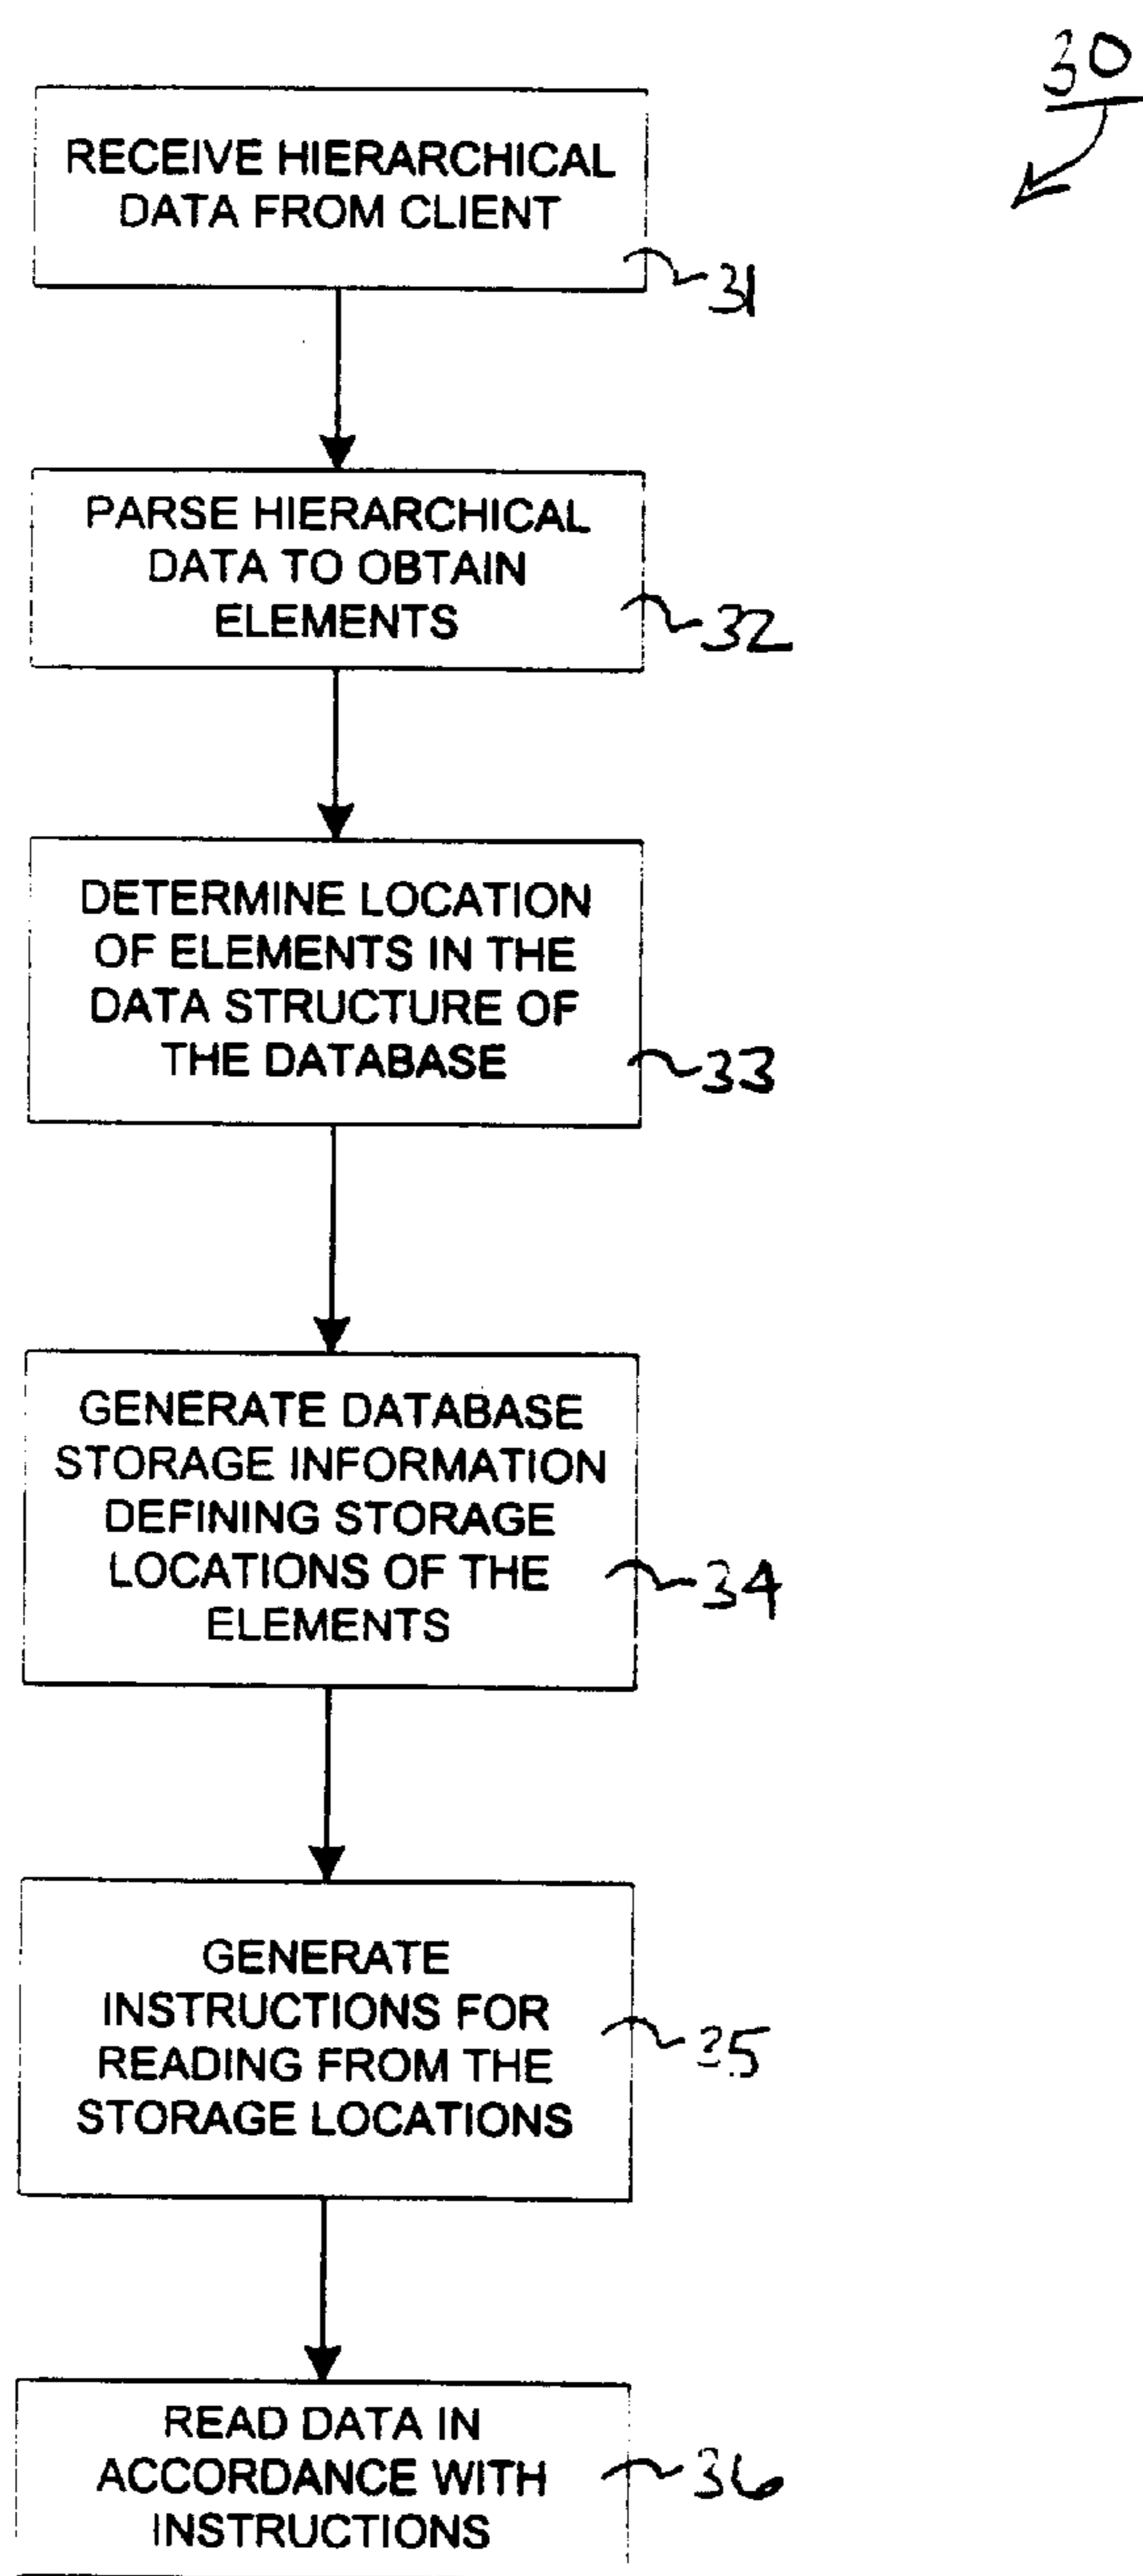 30
RECEIVE HIERARCHICAL
DATA FROM CLIENT
31
PARSE HIERARCHICAL
DATA TO OBTAIN
ELEMENTS
32
DETERMINE LOCATION
OF ELEMENTS IN THE
DATA STRUCTURE OF
THE DATABASE
33
GENERATE DATABASE
STORAGE INFORMATION
DEFINING STORAGE
LOCATIONS OF THE
ELEMENTS
34
GENERATE
INSTRUCTIONS FOR
READING FROM THE
STORAGE LOCATIONS
35
READ DATA IN
ACCORDANCE WITH
INSTRUCTIONS
36